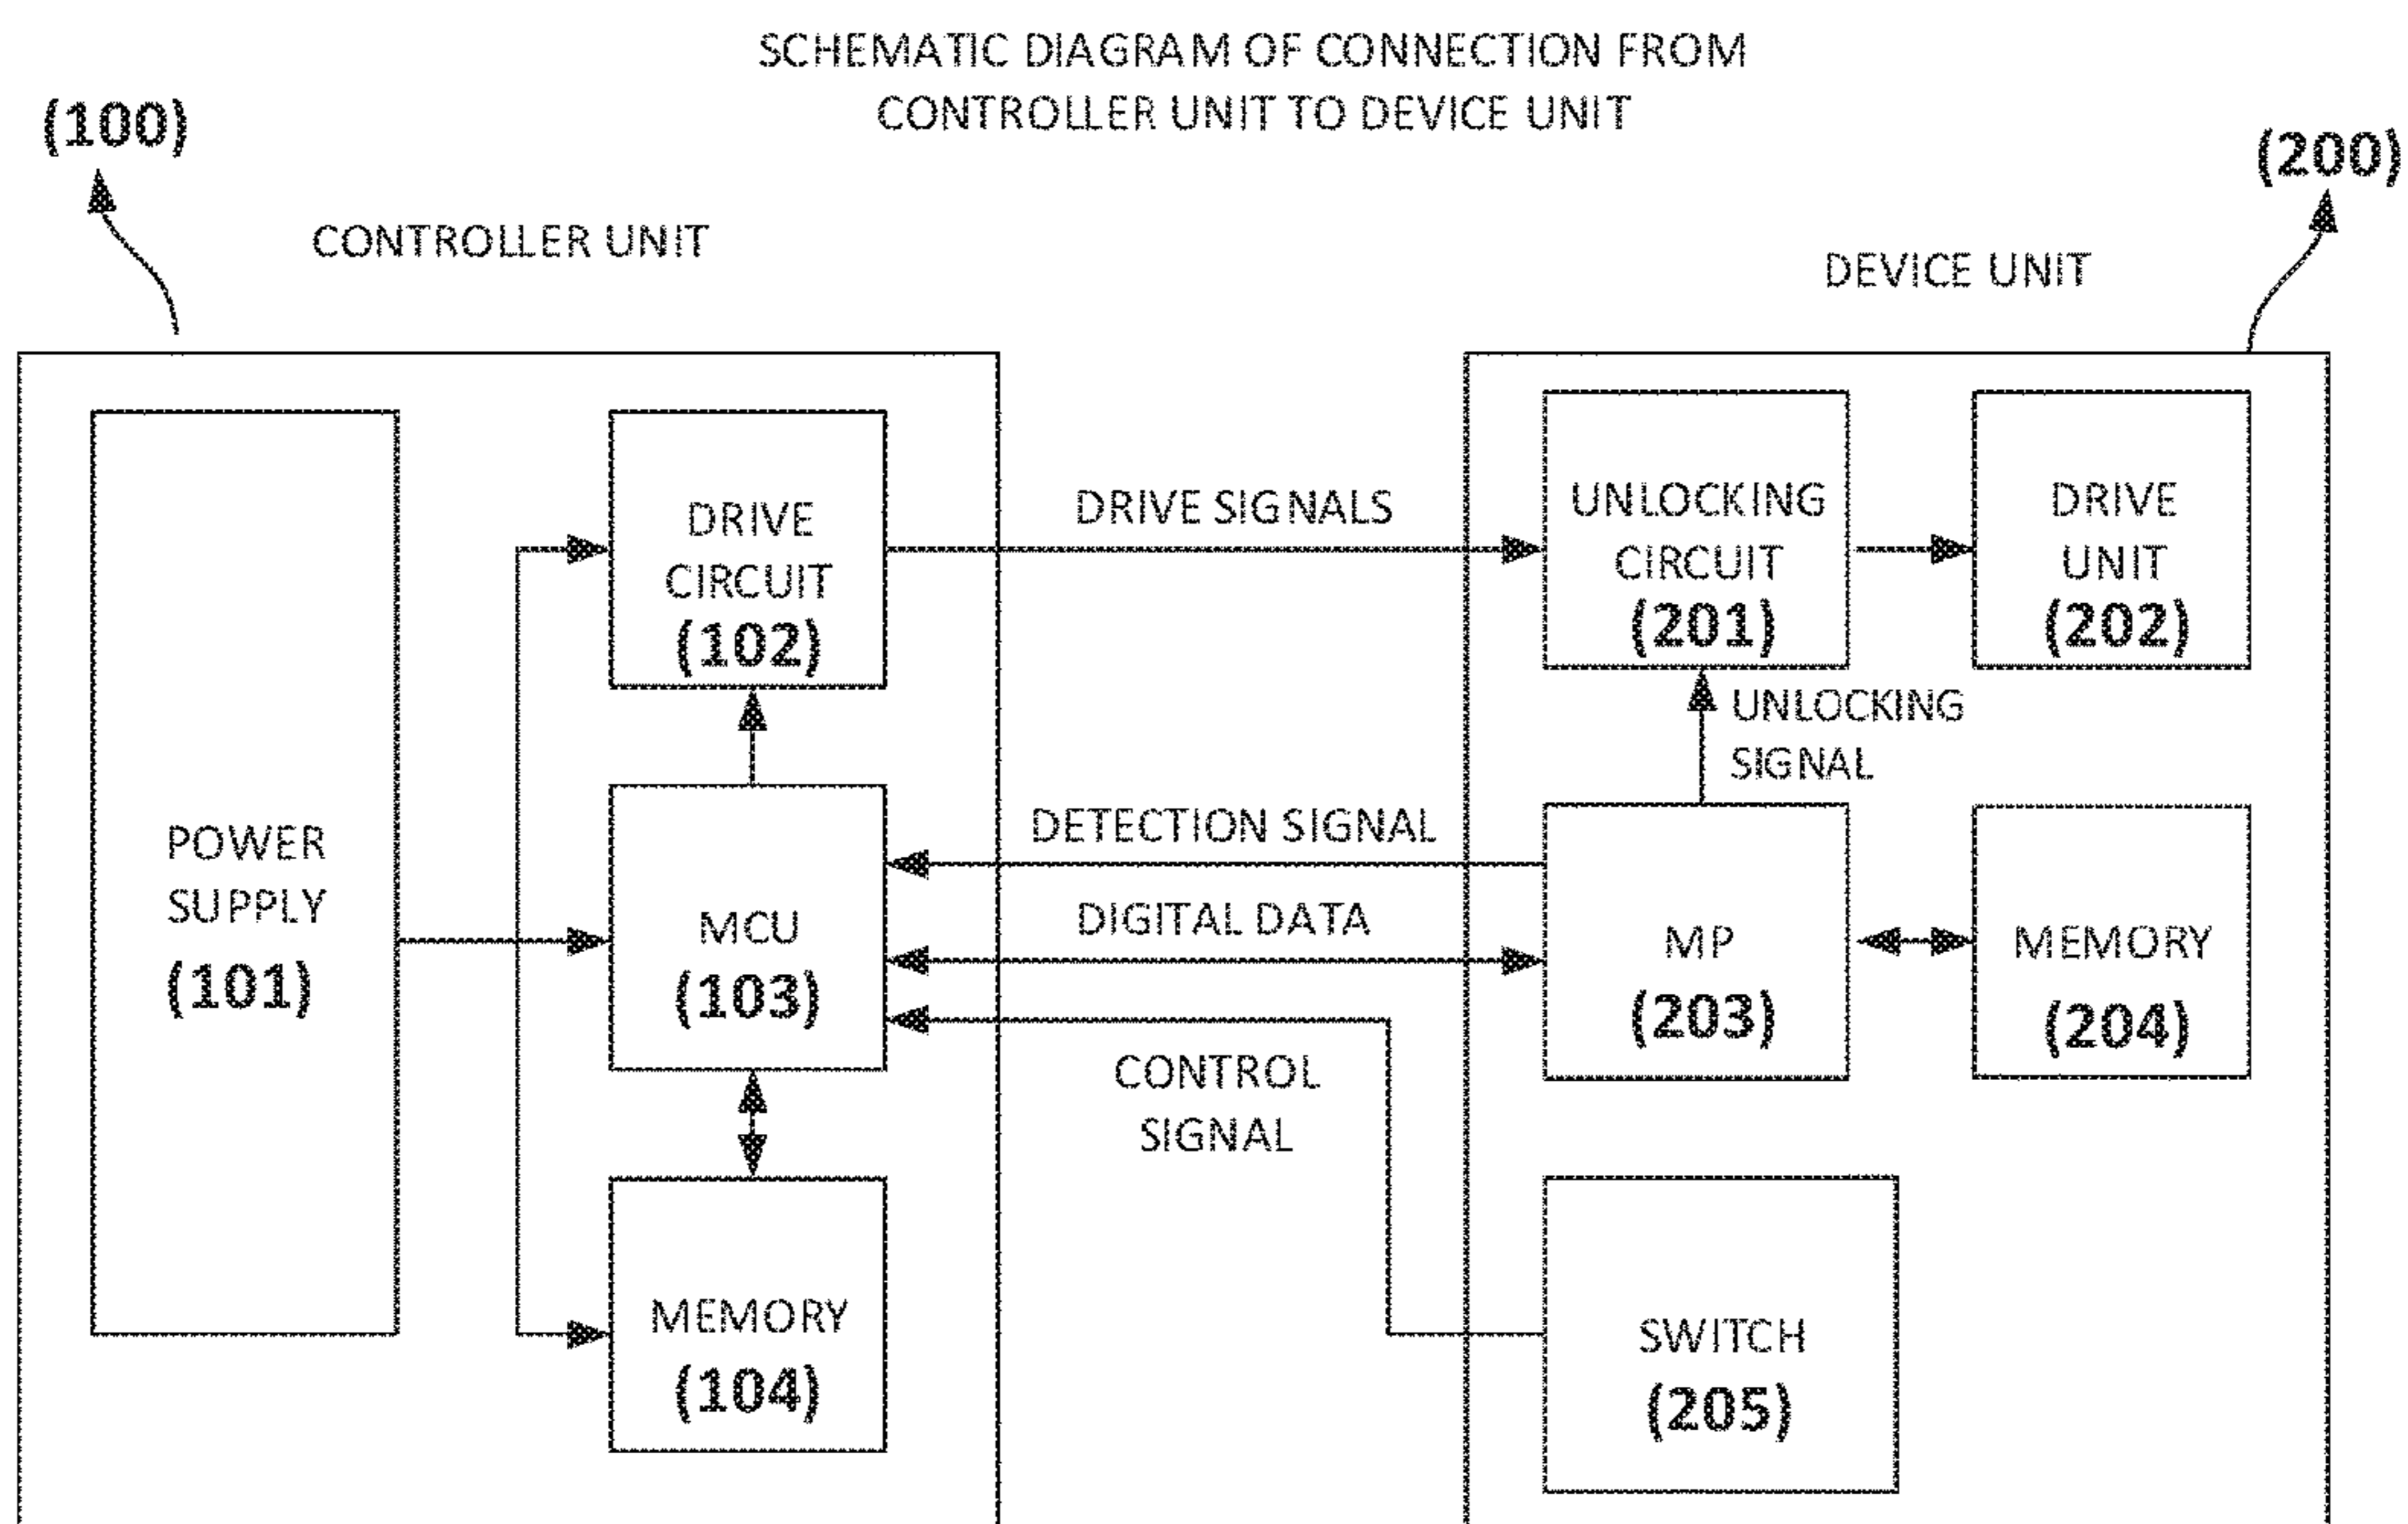 SCHEMATIC DIAGRAM OF CONNECTION FROM
CONTROLLER UNIT TO DEVICE UNIT
(100)
(200)
CONTROLLER UNIT
DEVICE UNIT
POWER
SUPPLY
(101)
DRIVE
CIRCUIT
(102)
MCU
(103)
MEMORY
(104)
DRIVE SIGNALS
DETECTION SIGNAL
DIGITAL DATA
CONTROL
SIGNAL
UNLOCKING
CIRCUIT
(201)
DRIVE
UNIT
(202)
UNLOCKING
SIGNAL
MP
(203)
MEMORY
(204)
SWITCH
(205)